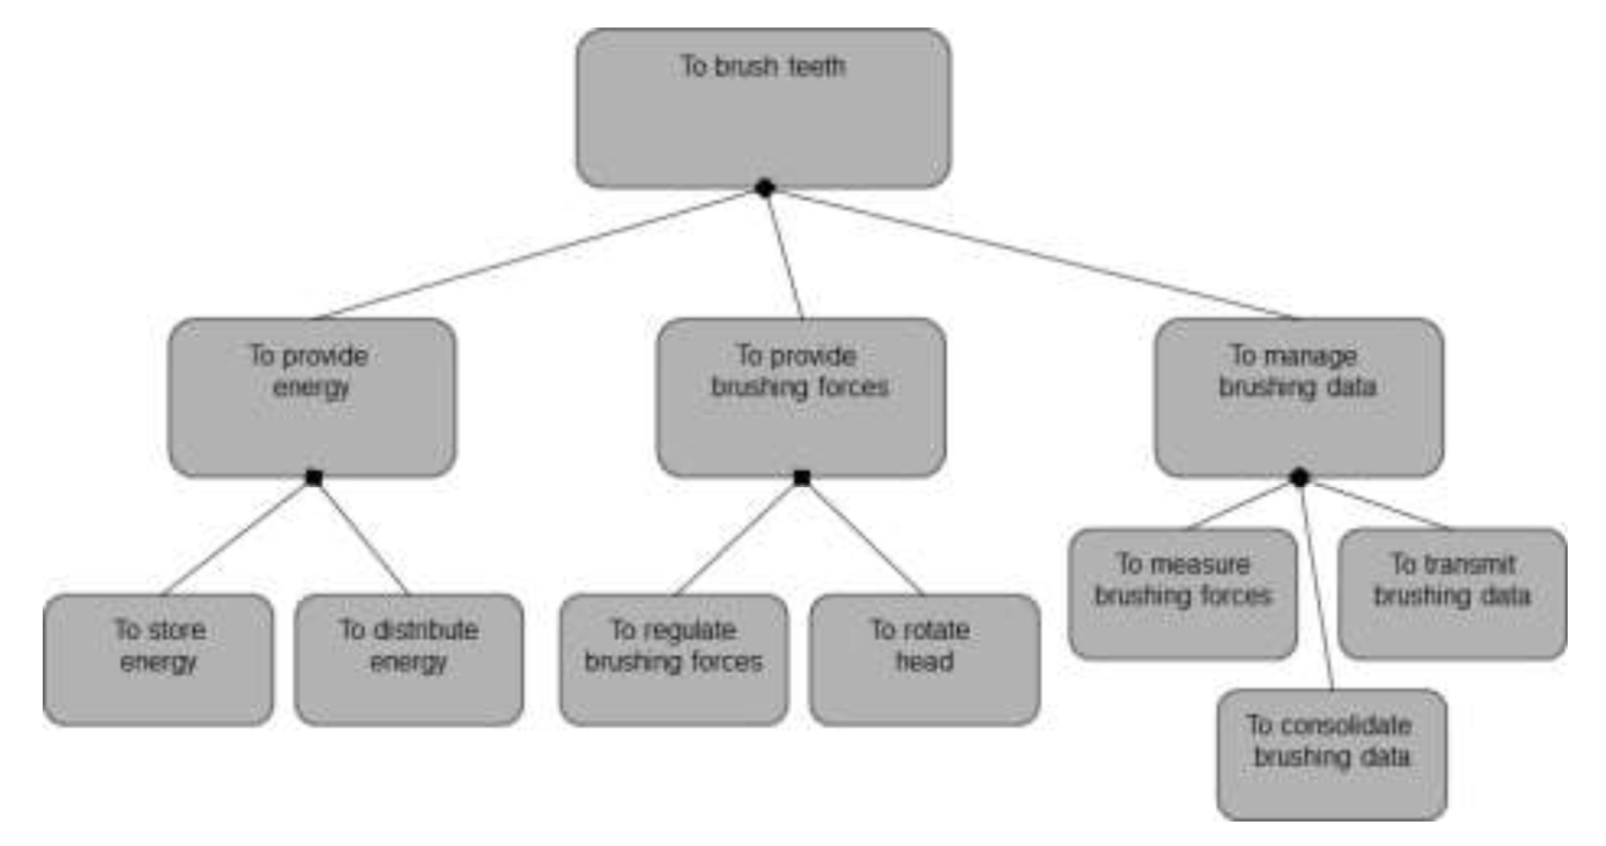 To brush teeth
To provide
energy
To provide
brushing forces
To manage
brushing data
To store
energy
To distribute
energy
To regulate
brushing forces
To rotate
head
To measure
brushing forces
To transmit
brushing data
To consolidate
brushing data